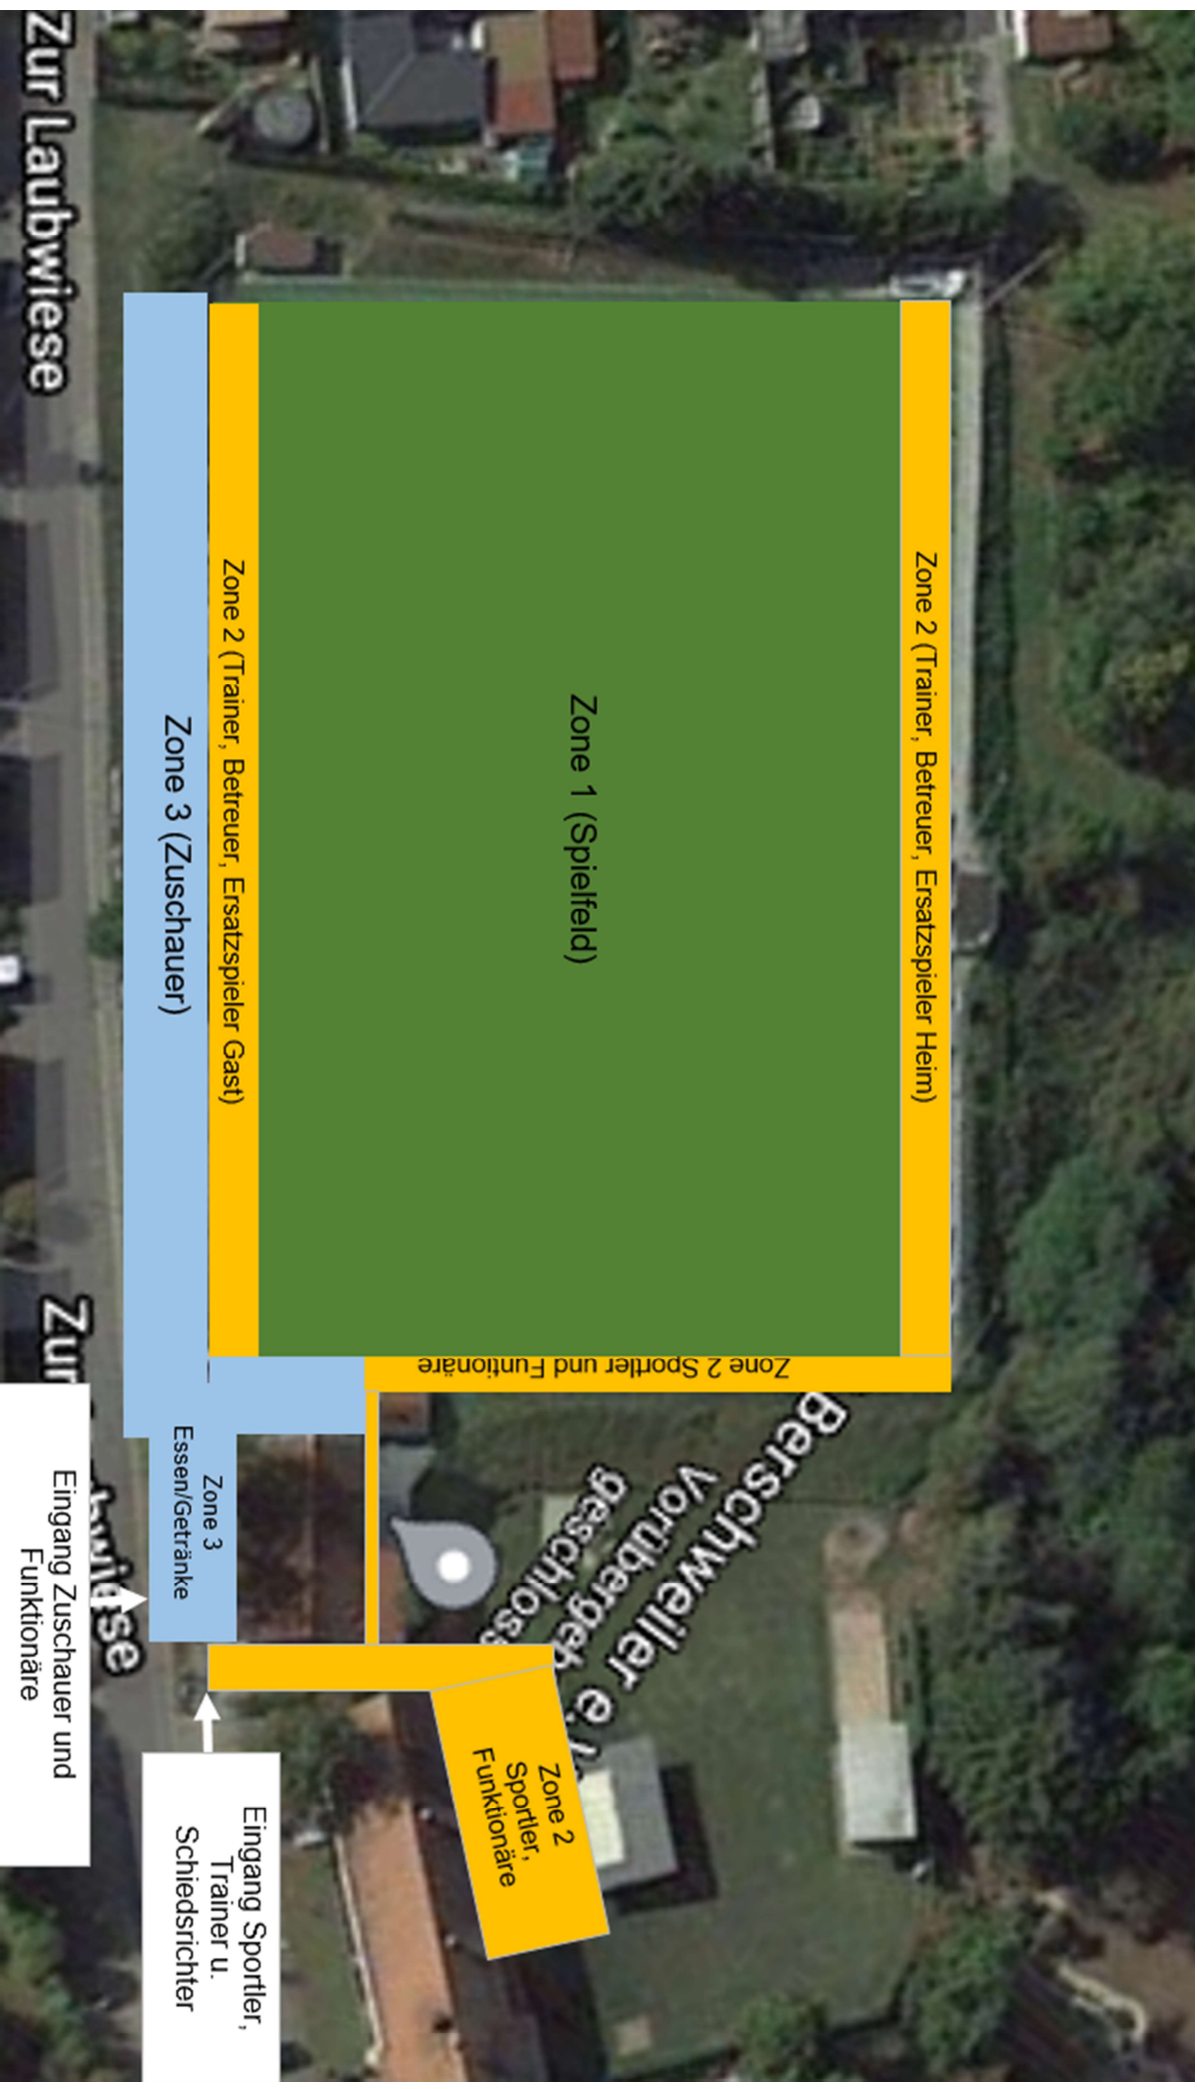 Zur Laubwiese
Zone 2 (Trainer, Betreuer, Ersatzspieler Heim)
Zone 1 (Spielfeld)
Zone 2 (Trainer, Betreuer, Ersatzspieler Gast)
Zone 3 (Zuschauer)
Zone 2 Sportler und Funtionäre
Berschweiler e.
Vorübergeh
geschloss
Zone 3
Essen/Getränke
Zur
bwiese
Eingang Zuschauer und
Funktionäre
Zone 2
Sportler,
Funktionäre
Eingang Sportler,
Trainer u.
Schiedsrichter